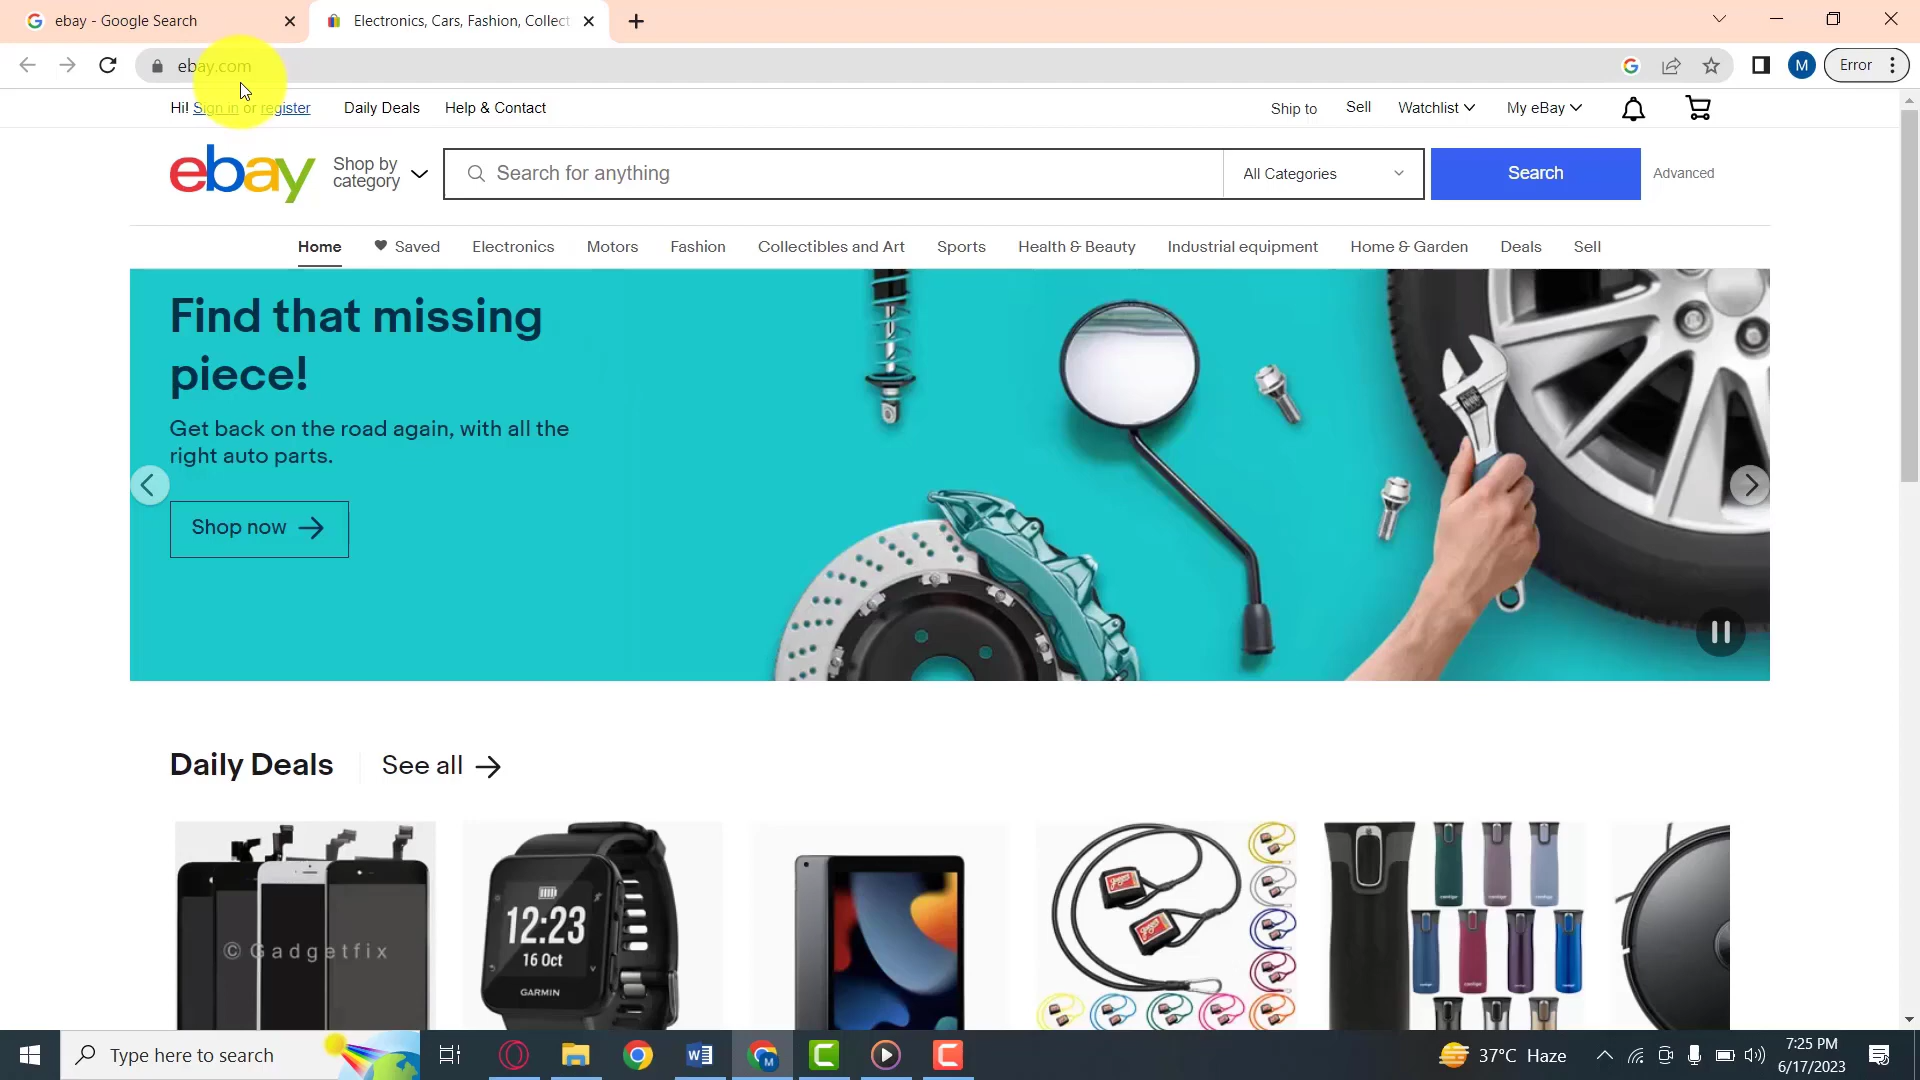 ebay - Google Search
Electronics, Cars, Fashion, Collect
ebay.com
M
Error
Hi! Sign in or register
Daily Deals
Help & Contact
Ship to
Sell
Watchlist
My eBay
ebay
Shop by
category
Search for anything
All Categories
Search
Advanced
Home
Saved
Electronics
Motors
Fashion
Collectibles and Art
Sports
Health & Beauty
Industrial equipment
Home & Garden
Deals
Sell
Find that missing
piece!
Get back on the road again, with all the
right auto parts.
Shop now
Daily Deals
See all
© Gadgetfix
12:23
16 Oct
GARMIN
Type here to search
37°C Haze
7:25 PM
6/17/2023